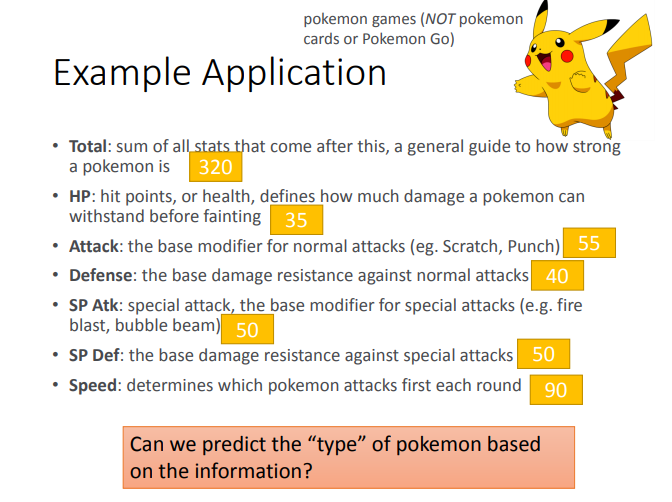 pokemon games (NOT pokemon
cards or Pokemon Go)
Example Application
• Total: sum of all stats that come after this, a general guide to how strong
a pokemon is 320
• HP: hit points, or health, defines how much damage a pokemon can
withstand before fainting 35
• Attack: the base modifier for normal attacks (eg. Scratch, Punch) 55
• Defense: the base damage resistance against normal attacks 40
• SP Atk: special attack, the base modifier for special attacks (e.g. fire
blast, bubble beam) 50
• SP Def: the base damage resistance against special attacks 50
• Speed: determines which pokemon attacks first each round 90
Can we predict the “type” of pokemon based
on the information?